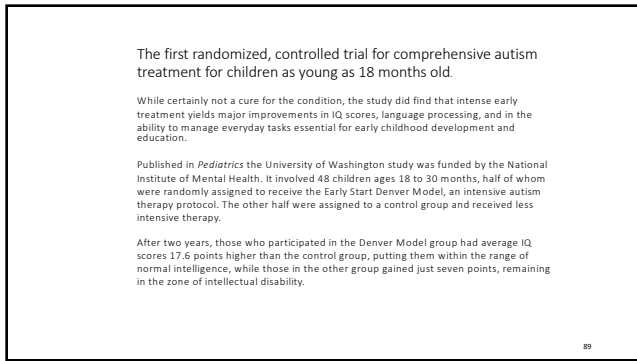 The first randomized, controlled trial for comprehensive autism
treatment for children as young as 18 months old.
While certainly not a cure for the condition, the study did find that intense early
treatment yields major improvements in IQ scores, language processing, and in the
ability to manage everyday tasks essential for early childhood development and
education.
Published in Pediatrics the University of Washington study was funded by the National
Institute of Mental Health. It involved 48 children ages 18 to 30 months, half of whom
were randomly assigned to receive the Early Start Denver Model, an intensive autism
therapy protocol. The other half were assigned to a control group and received less
intensive therapy.
After two years, those who participated in the Denver Model group had average IQ
scores 17.6 points higher than the control group, putting them within the range of
normal intelligence, while those in the other group gained just seven points, remaining
in the zone of intellectual disability.
89